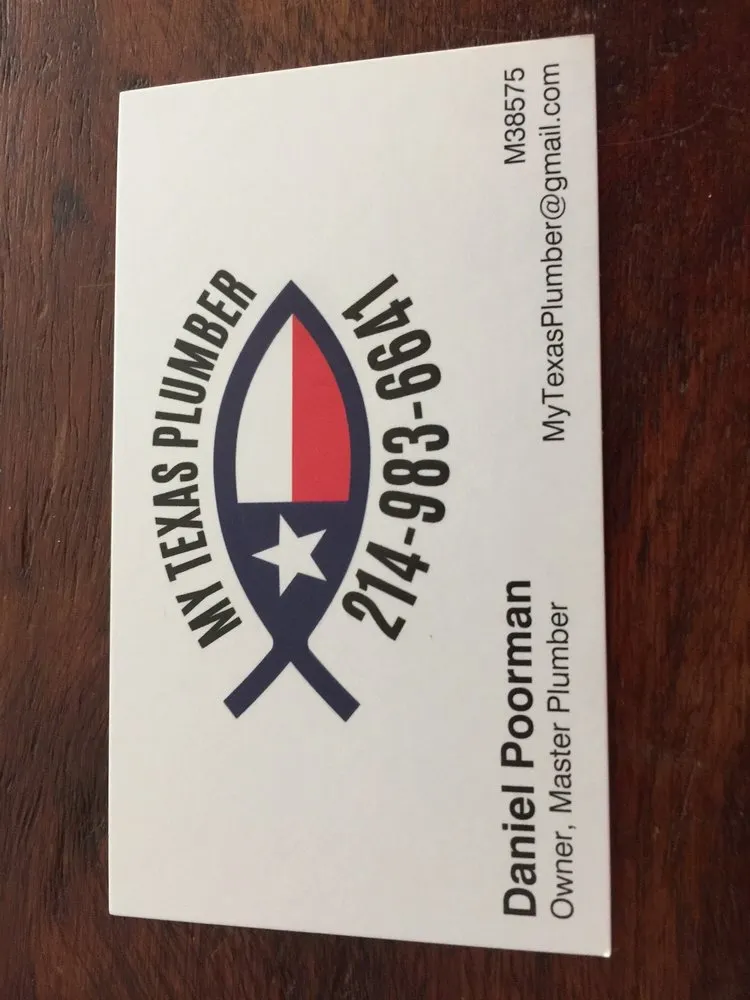 MY TEXAS PLUMBER
214-983-6641
Daniel Poorman
Owner, Master Plumber
M38575
MyTexasPlumber@gmail.com